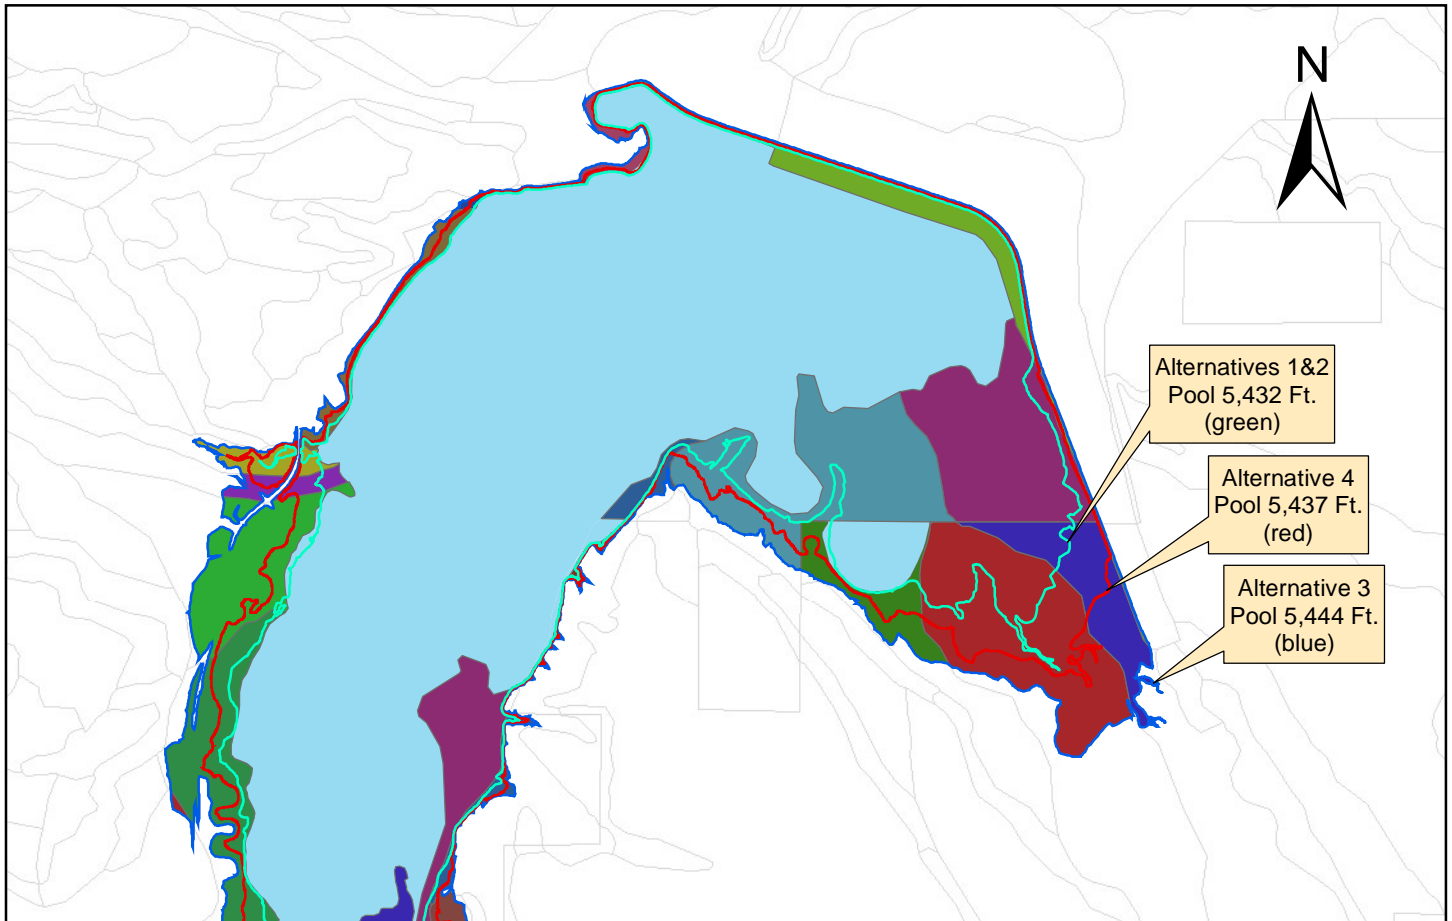 N
Alternatives 1&2
Pool 5,432 Ft.
(green)
Alternative 4
Pool 5,437 Ft.
(red)
Alternative 3
Pool 5,444 Ft.
(blue)